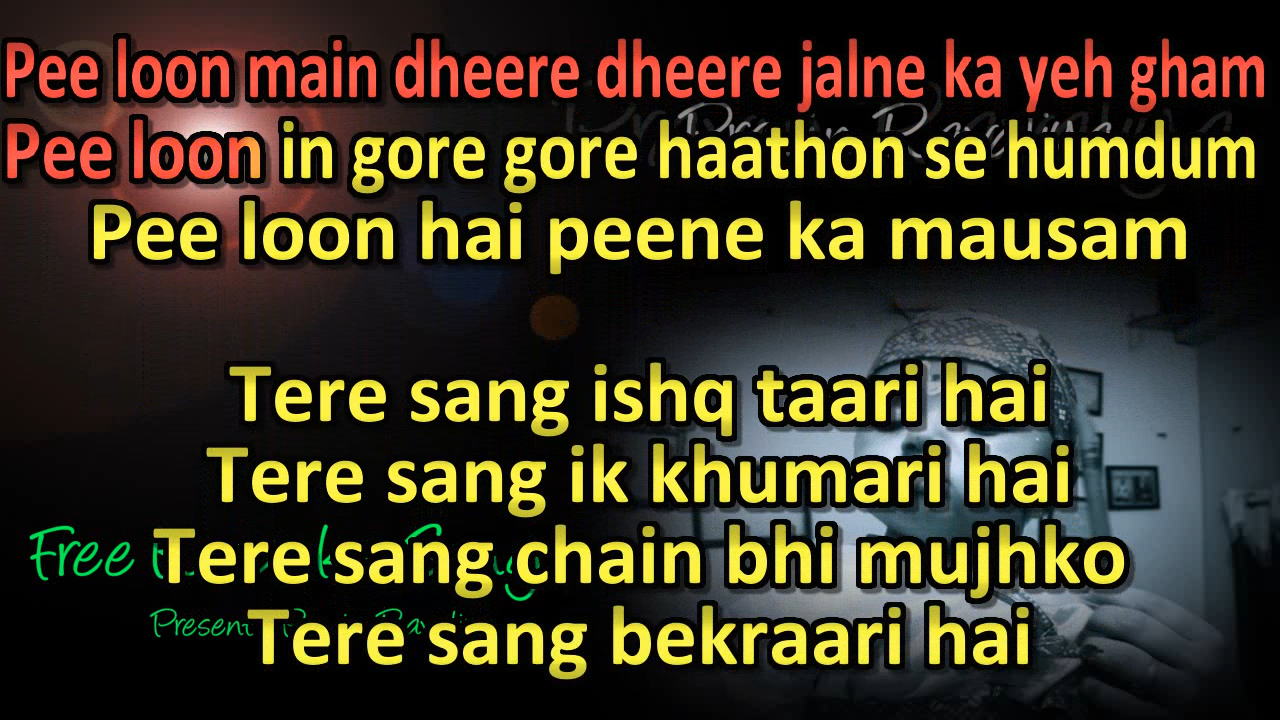 Pee loon main dheere dheere jalne ka yeh gham
Pee loon in gore gore haathon se humdum
Pee loon hai peene ka mausam
Tere sang ishq taari hai
Tere sang ik khumari hai
Free
Tere sang chain bhi mujhko
Present
Tere sang bekraari hai